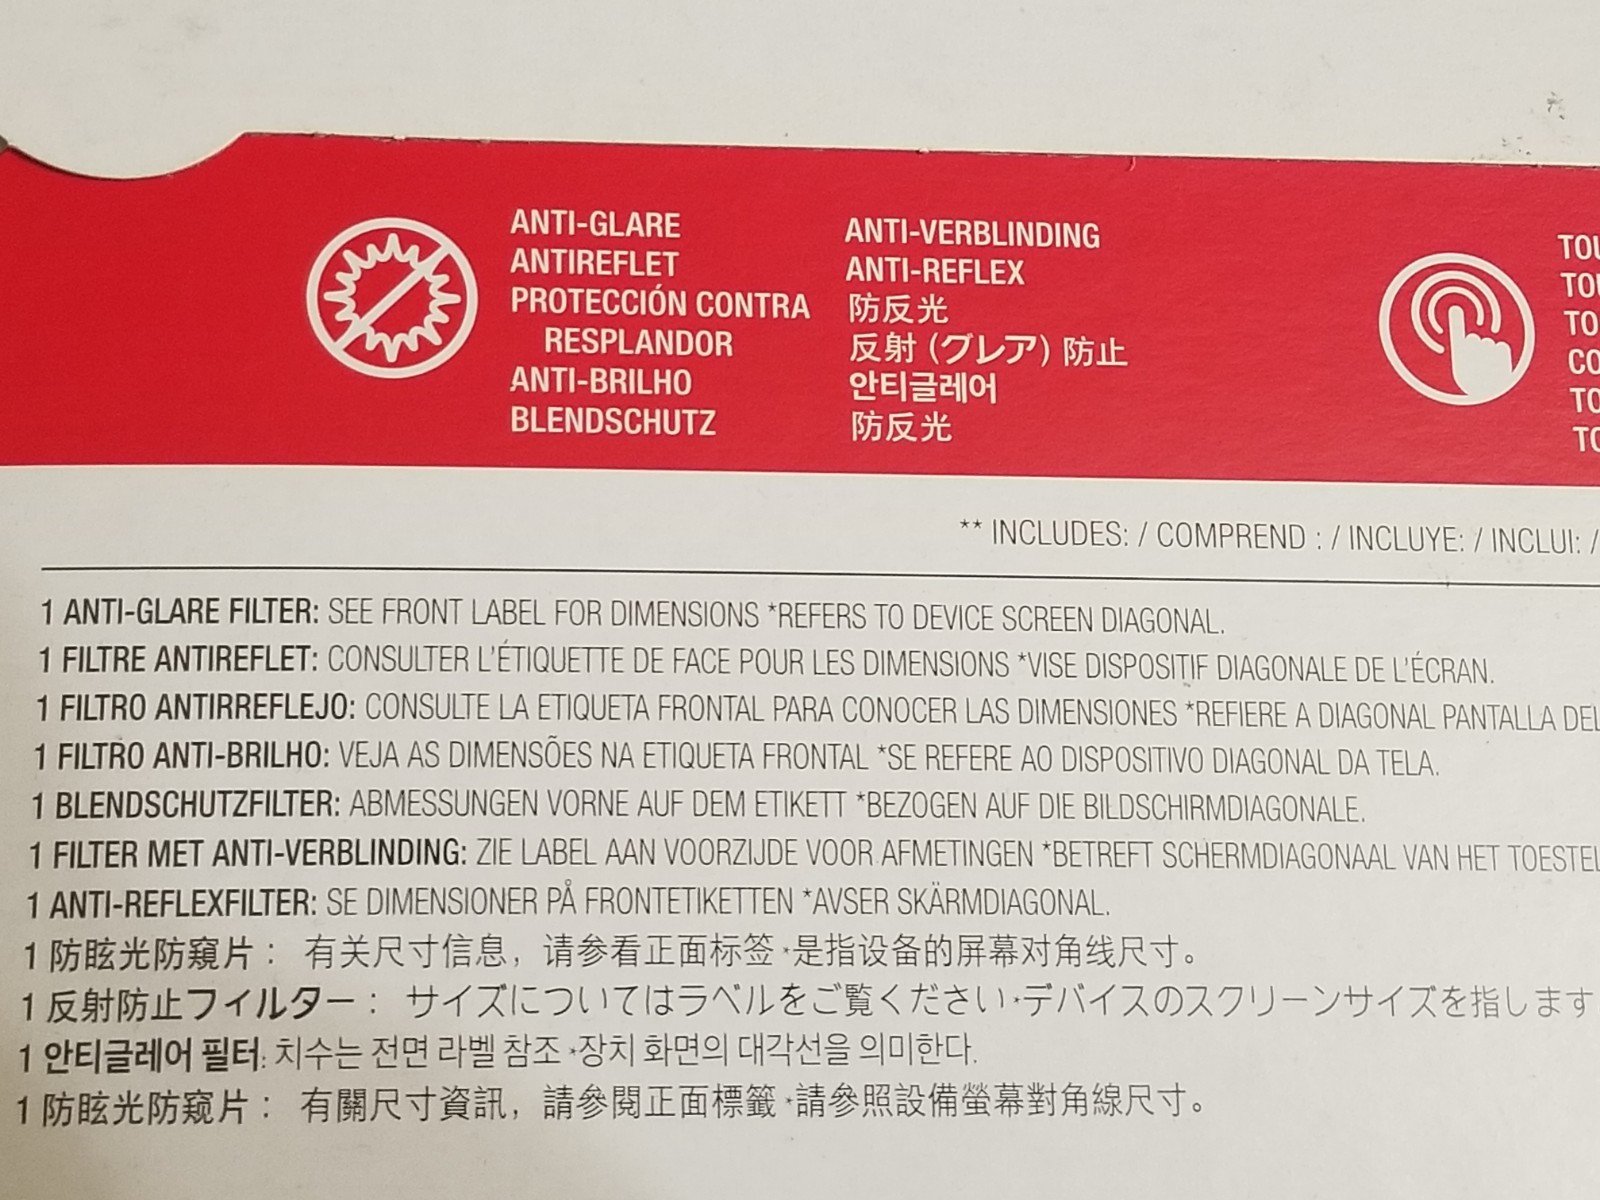 ANTI-GLARE
ANTIREFLET
PROTECCIÓN CONTRA
RESPLANDOR
ANTI-BRILHO
BLENDSCHUTZ
ANTI-VERBLINDING
ANTI-REFLEX
防反光
反射 (グレア) 防止
안티글레어
防反光
** INCLUDES: / COMPREND : / INCLUYE: / INCLUI: /
1 ANTI-GLARE FILTER: SEE FRONT LABEL FOR DIMENSIONS *REFERS TO DEVICE SCREEN DIAGONAL.
1 FILTRE ANTIREFLET: CONSULTER L'ÉTIQUETTE DE FACE POUR LES DIMENSIONS *VISE DISPOSITIF DIAGONALE DE L'ÉCRAN.
1 FILTRO ANTIRREFLEJO: CONSULTE LA ETIQUETA FRONTAL PARA CONOCER LAS DIMENSIONES *REFIERE A DIAGONAL PANTALLA DEL
1 FILTRO ANTI-BRILHO: VEJA AS DIMENSÕES NA ETIQUETA FRONTAL *SE REFERE AO DISPOSITIVO DIAGONAL DA TELA.
1 BLENDSCHUTZFILTER: ABMESSUNGEN VORNE AUF DEM ETIKETT *BEZOGEN AUF DIE BILDSCHIRMDIAGONALE.
1 FILTER MET ANTI-VERBLINDING: ZIE LABEL AAN VOORZIJDE VOOR AFMETINGEN *BETREFT SCHERMDIAGONAAL VAN HET TOESTEL
1 ANTI-REFLEXFILTER: SE DIMENSIONER PÅ FRONTETIKETTEN *AVSER SKÄRMDIAGONAL.
1 防眩光防窺片： 有关尺寸信息，请参看正面标签 *是指设备的屏幕对角线尺寸。
1 反射防止フィルター： サイズについてはラベルをご覧ください *デバイスのスクリーンサイズを指します
1 안티글레어 필터: 치수는 전면 라벨 참조 *장치 화면의 대각선을 의미한다.
1 防眩光防窺片： 有關尺寸資訊，請參閱正面標籤 *請參照設備螢幕對角線尺寸。